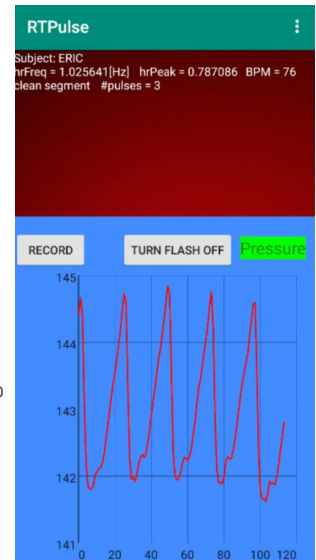 RTPulse
Subject: ERIC
hrFreq = 1.025641[Hz] hrPeak = 0.787086 BPM = 76
clean segment #pulses = 3
RECORD
TURN FLASH OFF
Pressure
145
144
143
142
141
0 20 40 60 80 100 120
0